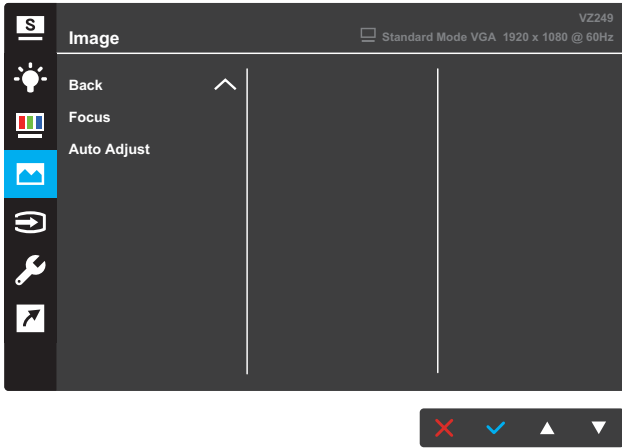 S
VZ249
Image
Standard Mode VGA 1920 x 1080 @ 60Hz
Back
Focus
Auto Adjust